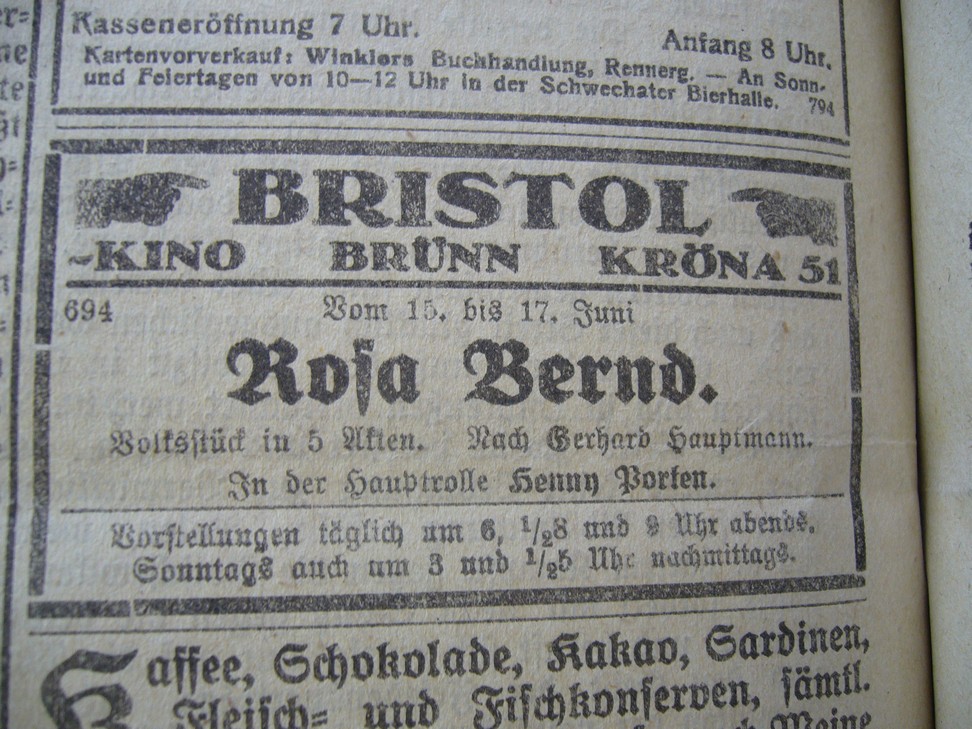 Kasseneröffnung 7 Uhr. Anfang 8 Uhr.
Kartenvorverkauf: Winklers Buchhandlung, Renng. — An Sonn-
und Feiertagen von 10—12 Uhr in der Schwechater Bierhalle. 794
BRISTOL
-KINO BRÜNN KRÖNA 51
694 Vom 15. bis 17. Juni
Rosa Bernd.
Volksstück in 5 Akten. Nach Gerhard Hauptmann.
In der Hauptrolle Henny Porten.
Vorstellungen täglich um 6, 1/28 und 9 Uhr abends.
Sonntags auch um 3 und 1/25 Uhr nachmittags.
Kaffee, Schokolade, Kakao, Sardinen,
Fleisch= und Fischkonserven, sämtl.
Weine